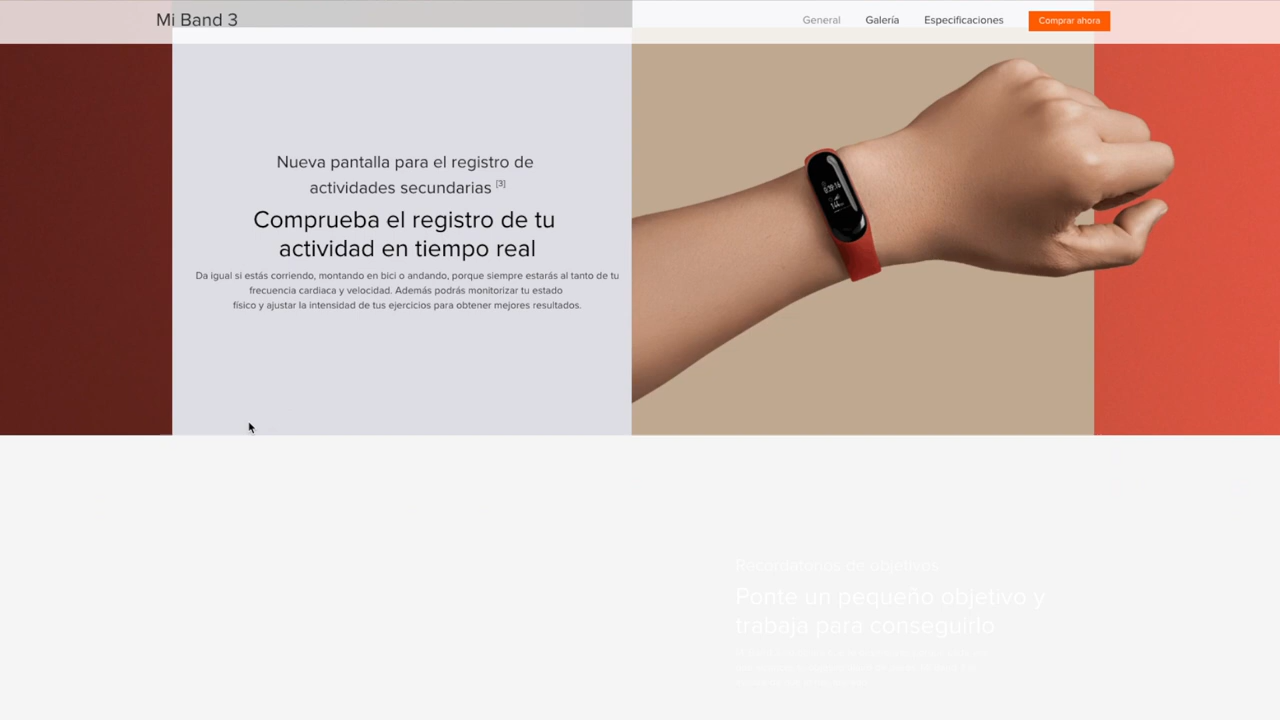 Mi Band 3
General Galería Especificaciones Comprar ahora
Nueva pantalla para el registro de
actividades secundarias [3]
Comprueba el registro de tu
actividad en tiempo real
Da igual si estás corriendo, montando en bici o andando, porque siempre estarás al tanto de tu
frecuencia cardiaca y velocidad. Además podrás monitorizar tu estado
físico y ajustar la intensidad de tus ejercicios para obtener mejores resultados.
Recordatorios de objetivos
Ponte un pequeño objetivo y
trabaja para conseguirlo